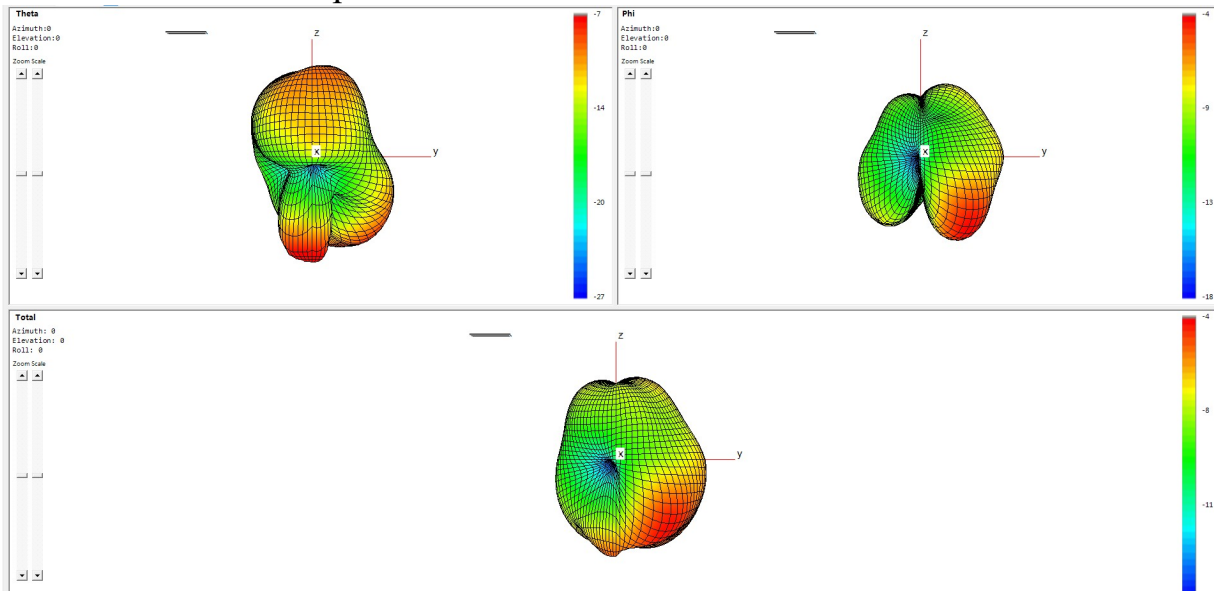 Theta
Azimuth:0
Elevation:0
Roll:0
Zoom Scale
z
x
y
-7
-14
-20
-27
Phi
Azimuth:0
Elevation:0
Roll:0
Zoom Scale
z
x
y
-4
-9
-13
-18
Total
Azimuth: 0
Elevation: 0
Roll: 0
Zoom Scale
z
x
y
-4
-8
-11